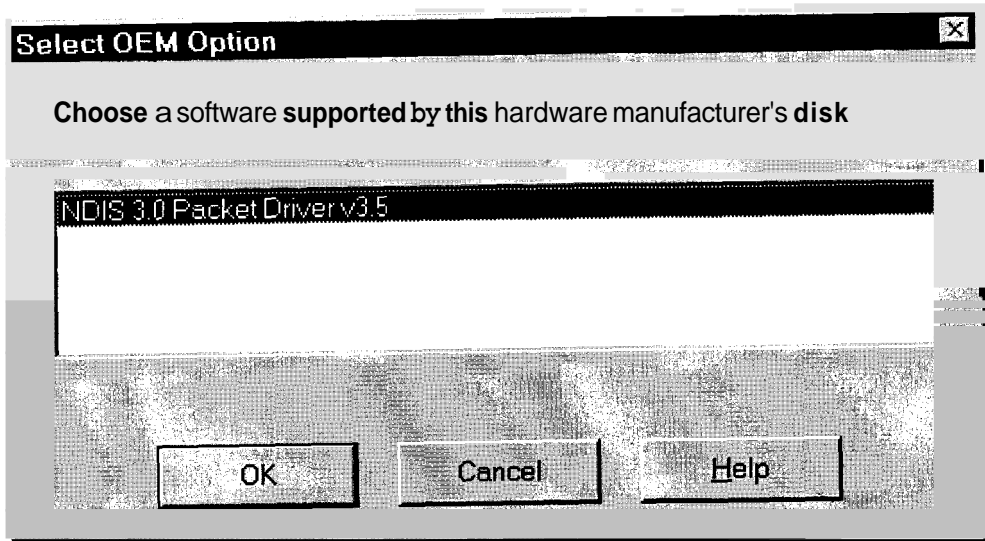 Select OEM Option
Choose a software supported by this hardware manufacturer's disk
NDIS 3.0 Packet Driver v3.5
OK
Cancel
Help